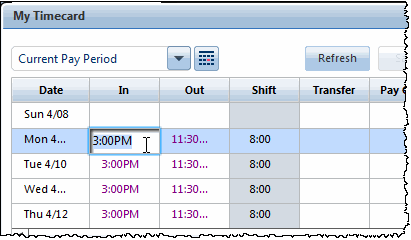 My Timecard
Current Pay Period Refresh
Date In Out Shift Transfer Pay
Sun 4/08
Mon 4... 3:00PM 11:30... 8:00
Tue 4/10 3:00PM 11:30... 8:00
Wed 4... 3:00PM 11:30... 8:00
Thu 4/12 3:00PM 11:30... 8:00